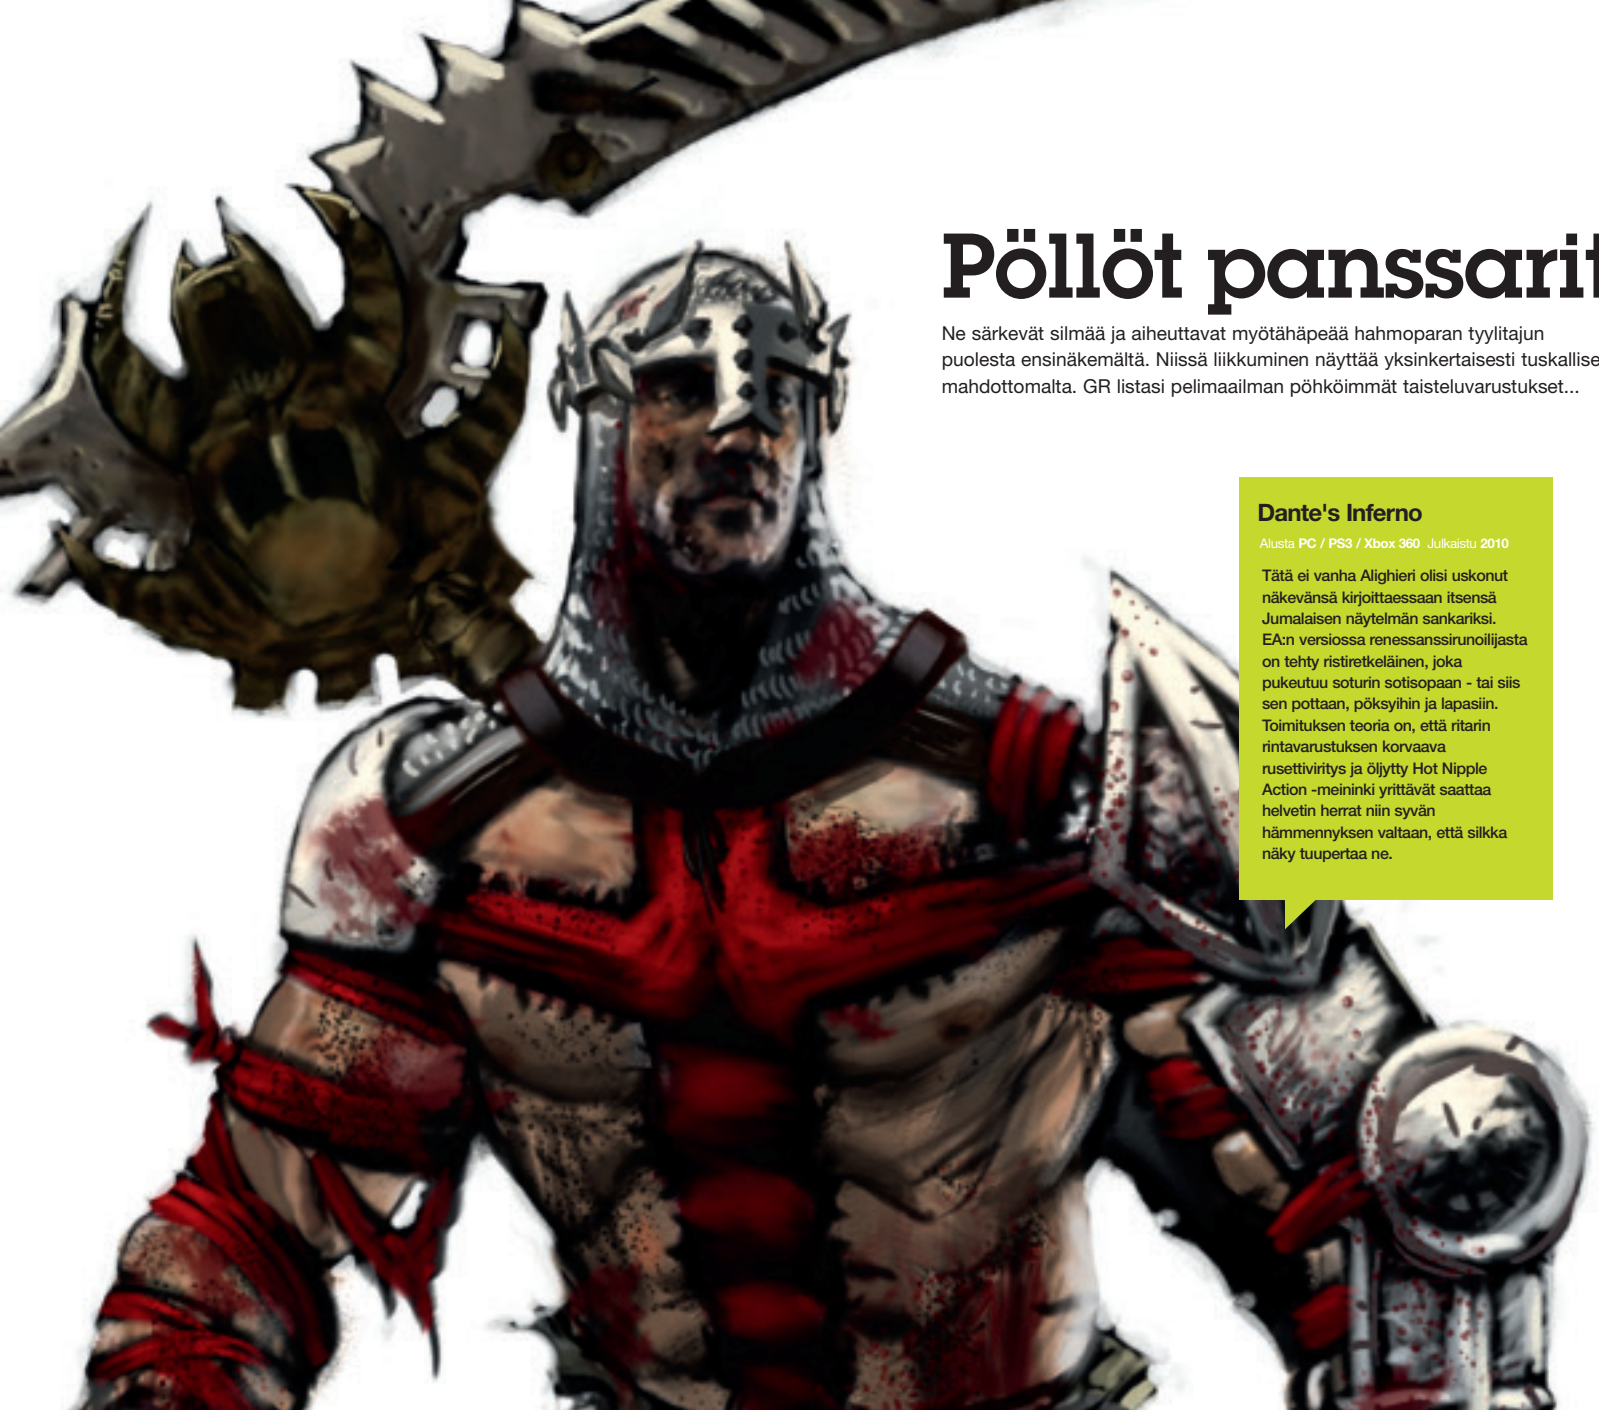 Pöllöt panssarit
Ne särkevät silmää ja aiheuttavat myötähäpeää hahmoparan tyylitajun
puolesta ensinäkemältä. Niissä liikkuminen näyttää yksinkertaisesti tuskallise
mahdottomalta. GR listasi pelimaailman pöhköimmät taisteluvarustukset...
Dante's Inferno
Alusta PC / PS3 / Xbox 360 Julkaistu 2010
Tätä ei vanha Alighieri olisi uskonut
näkevänsä kirjoittaessaan itsensä
Jumalaisen näytelmän sankariksi.
EA:n versiossa renessanssirunoilijasta
on tehty ristiretkeläinen, joka
pukeutuu soturin sotisopaan - tai siis
sen pottaan, pöksyihin ja lapasiin.
Toimituksen teoria on, että ritarin
rintavarustuksen korvaava
rusettiviritys ja öljytty Hot Nipple
Action -meininki yrittävät saattaa
helvetin herrat niin syvän
hämmennyksen valtaan, että silkka
näky tuupertaa ne.